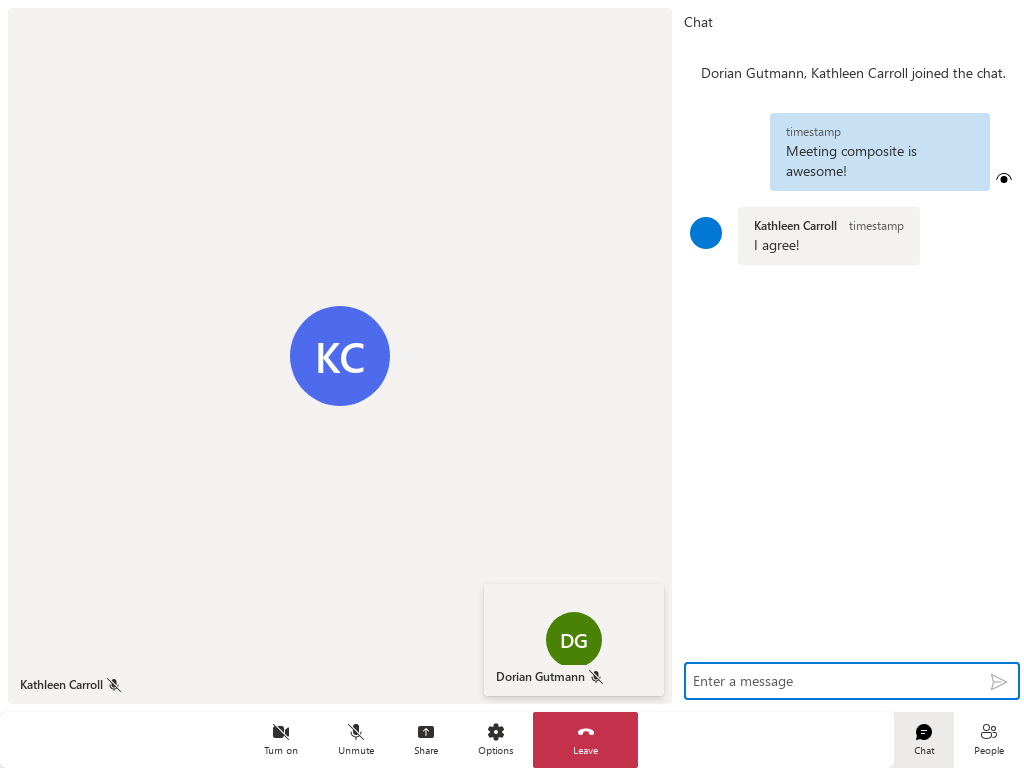 Chat
Dorian Gutmann, Kathleen Carroll joined the chat.
timestamp
Meeting composite is
awesome!
Kathleen Carroll timestamp
I agree!
KC
DG
Dorian Gutmann
Kathleen Carroll
Enter a message
Turn on
Unmute
Share
Options
Leave
Chat
People